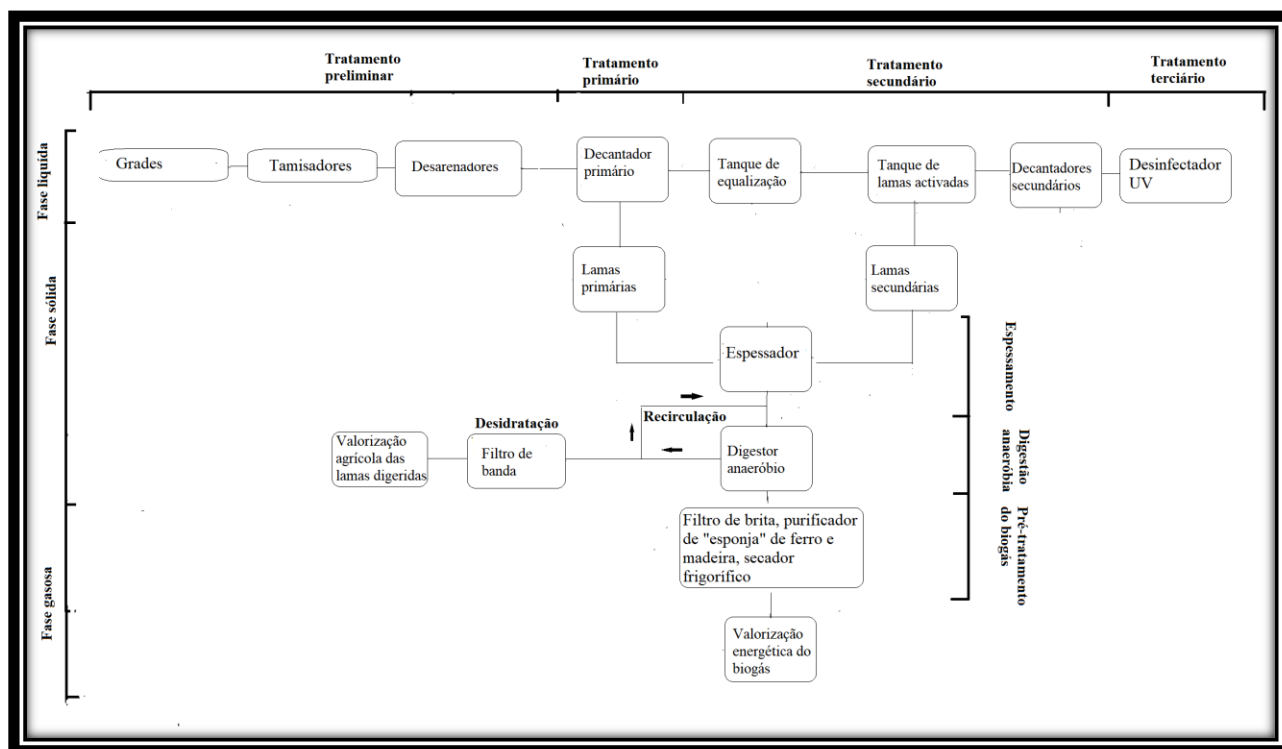 Tratamento
preliminar
Tratamento
primário
Tratamento
secundário
Tratamento
terciário
Fase liquída
Grades
Tamisadores
Desarenadores
Decantador
primário
Tanque de
equalização
Tanque de
lamas activadas
Decantadores
secundários
Desinfectador
UV
Fase sólida
Lamas
primárias
Lamas
secundárias
Espessador
Espessamento
Recirculação
Desidratação
Valorização
agrícola das
lamas digeridas
Filtro de
banda
Digestor
anaeróbio
Digestão
anaeróbia
Fase gasosa
Filtro de brita, purificador
de "esponja" de ferro e
madeira, secador
frigorífico
Pré-tratamento
do biogás
Valorização
energética do
biogás